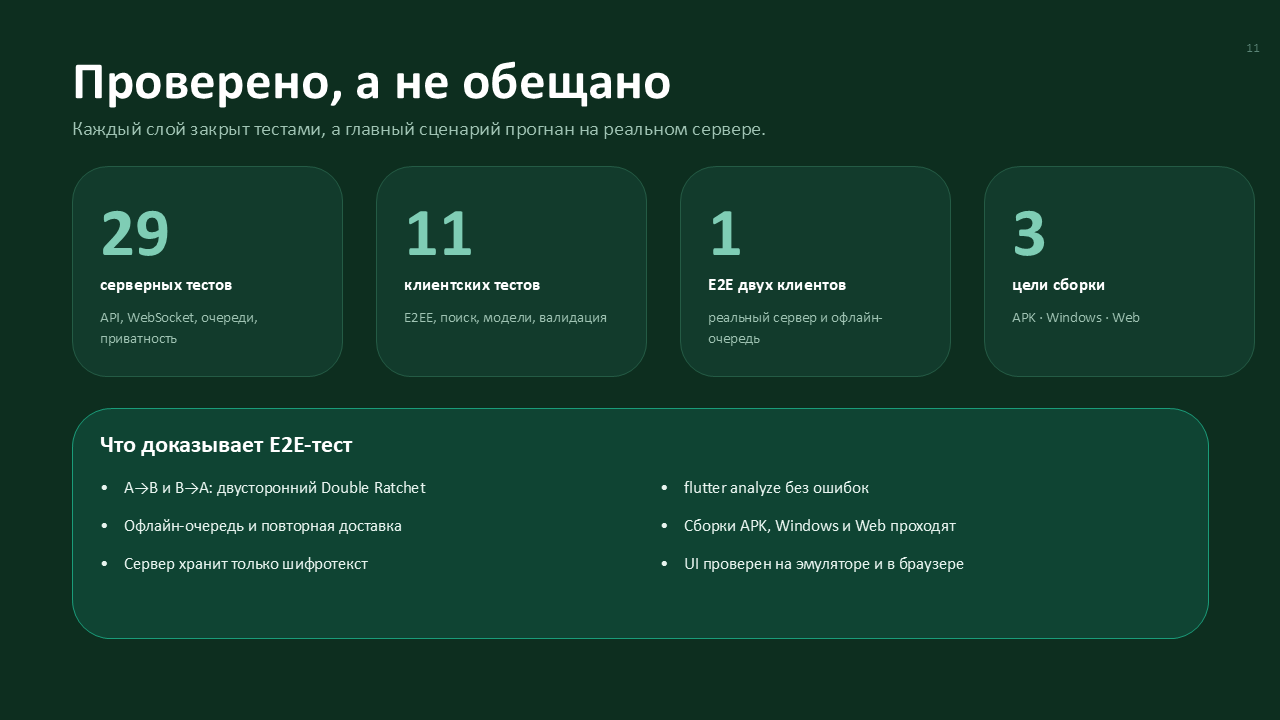 11
Проверено, а не обещано
Каждый слой закрыт тестами, а главный сценарий прогнан на реальном сервере.
29
серверных тестов
API, WebSocket, очереди,
приватность
11
клиентских тестов
E2EE, поиск, модели, валидация
1
E2E двух клиентов
реальный сервер и офлайн-
очередь
3
цели сборки
APK · Windows · Web
Что доказывает E2E-тест
• A→B и B→A: двусторонний Double Ratchet
• Офлайн-очередь и повторная доставка
• Сервер хранит только шифротекст
• flutter analyze без ошибок
• Сборки APK, Windows и Web проходят
• UI проверен на эмуляторе и в браузере